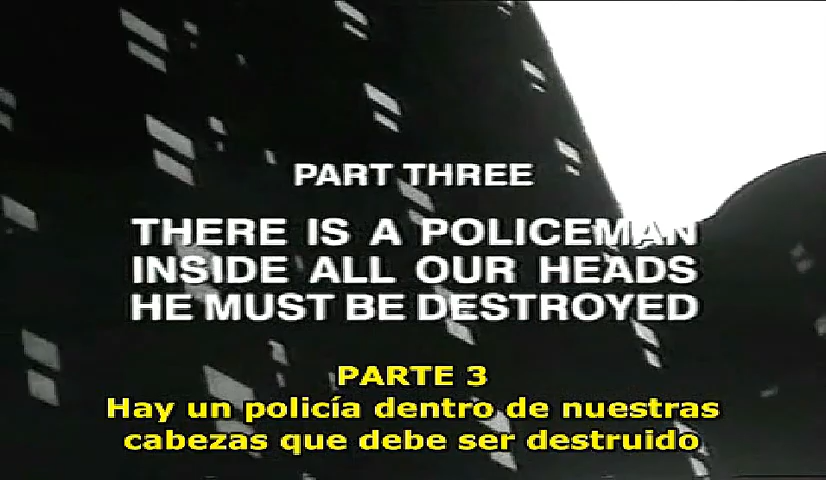 PART THREE
THERE IS A POLICEMAN
INSIDE ALL OUR HEADS
HE MUST BE DESTROYED
PARTE 3
Hay un policía dentro de nuestras
cabezas que debe ser destruido